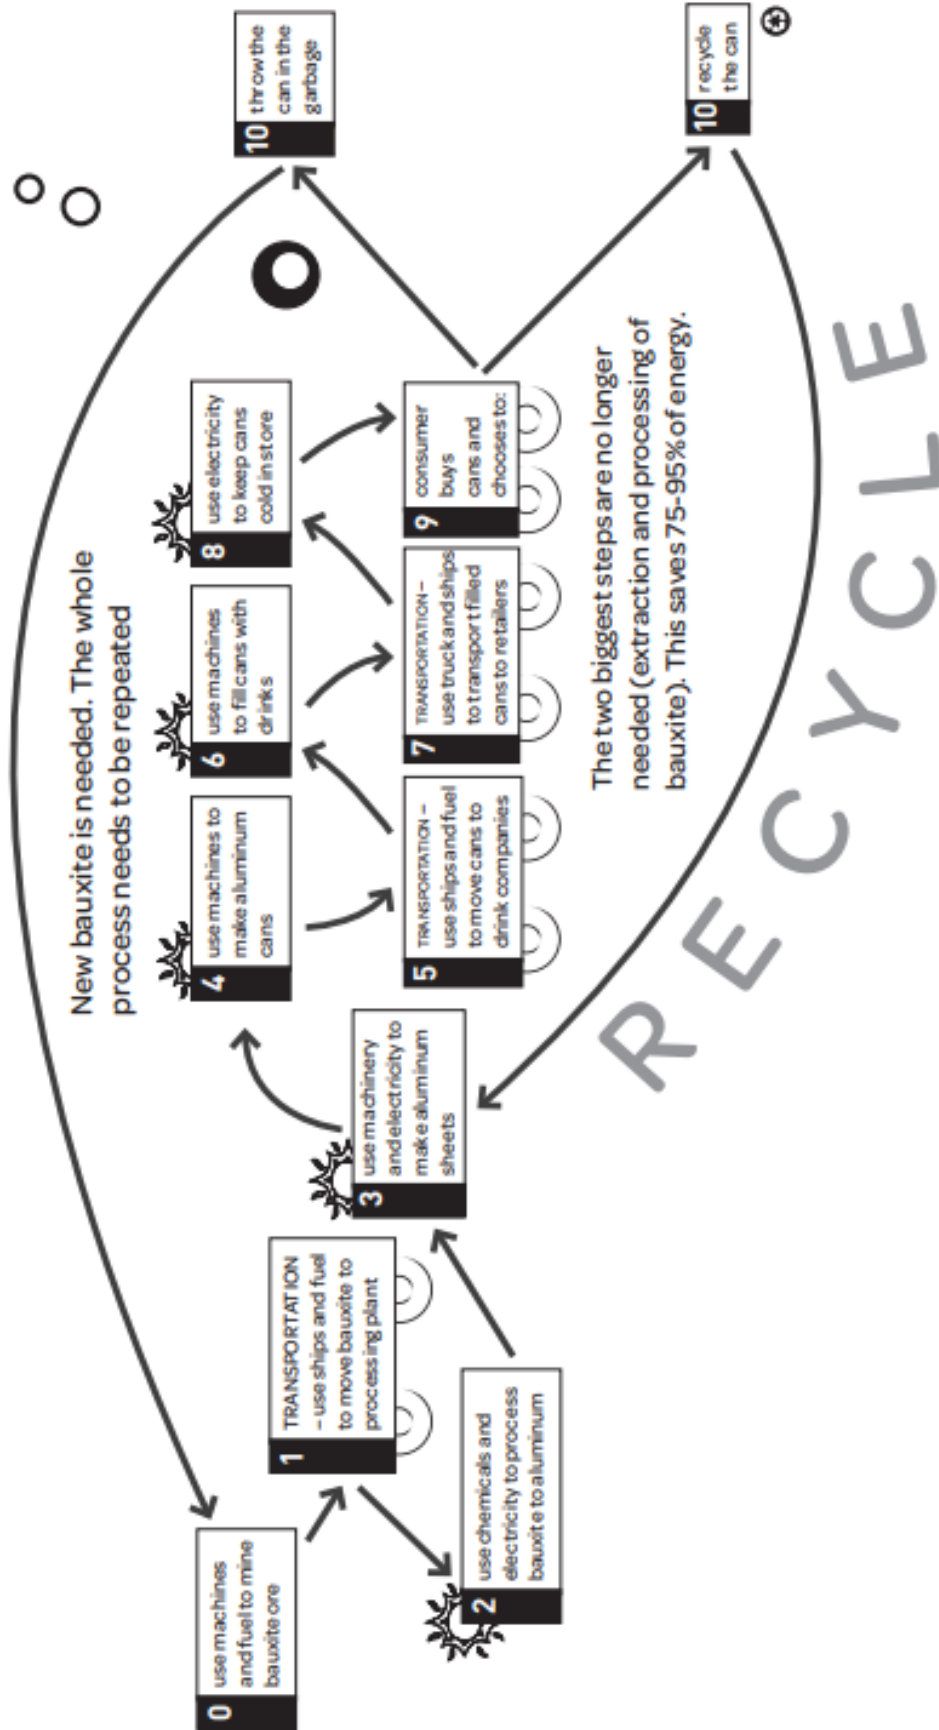 New bauxite is needed. The whole
process needs to be repeated
0
use machines
and fuel to mine
bauxite ore
1
TRANSPORTATION
– use ships and fuel
to move bauxite to
processing plant
2
use chemicals and
electricity to process
bauxite to aluminum
3
use machinery
and electricity to
make aluminum
sheets
4
use machines to
make aluminum
cans
5
TRANSPORTATION –
use ships and fuel
to move cans to
drink companies
6
use machines
to fill cans with
drinks
7
TRANSPORTATION –
use truck and ships
to transport filled
cans to retailers
8
use electricity
to keep cans
cold in store
9
consumer
buys
cans and
chooses to:
10
throw the
can in the
garbage
10
recycle
the can
The two biggest steps are no longer
needed (extraction and processing of
bauxite). This saves 75-95% of energy.
RECYCLE